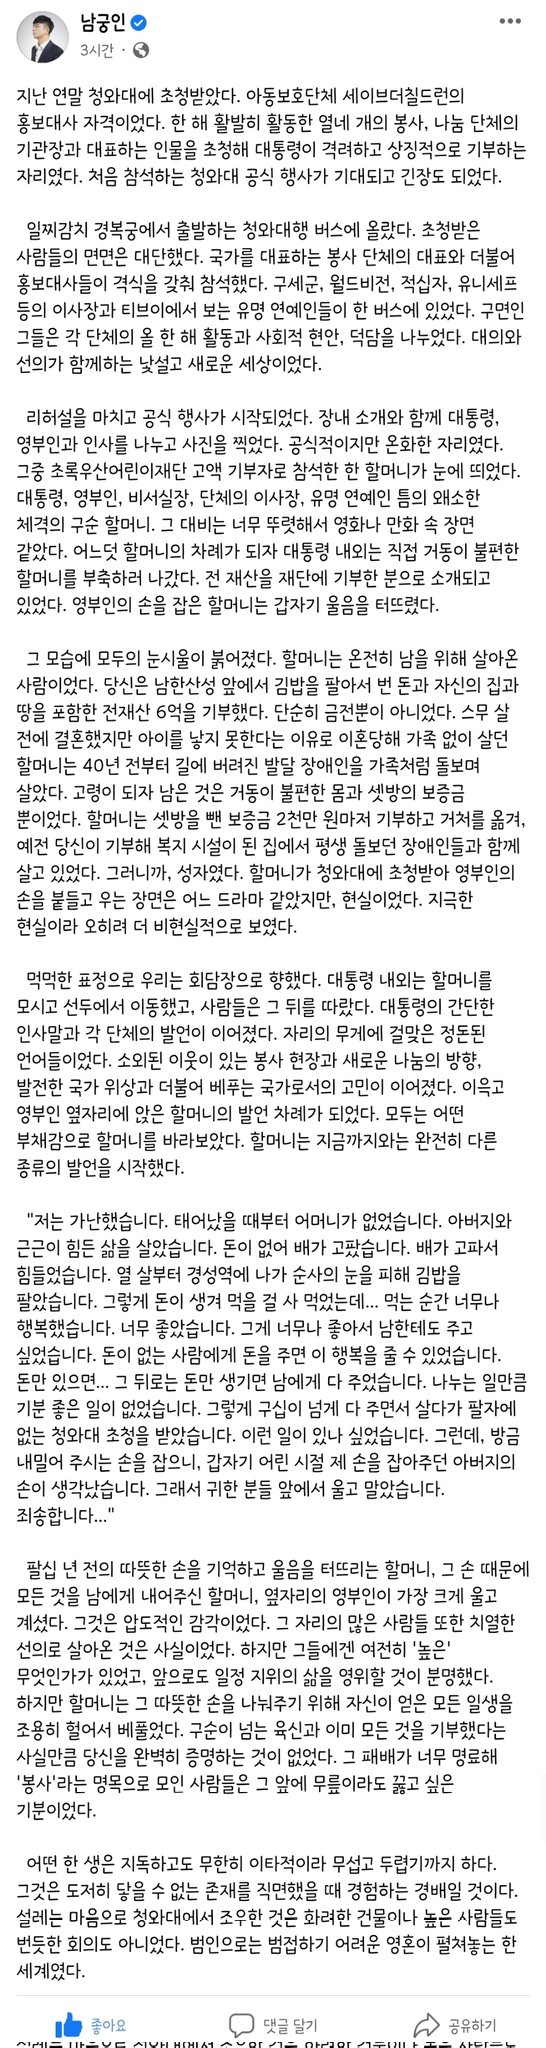 남궁인
3시간 ·
지난 연말 청와대에 초청받았다. 아동보호단체 세이브더칠드런의
홍보대사 자격이었다. 한 해 활발히 활동한 열네 개의 봉사, 나눔 단체의
기관장과 대표하는 인물을 초청해 대통령이 격려하고 상징적으로 기부하는
자리였다. 처음 참석하는 청와대 공식 행사가 기대되고 긴장도 되었다.
일찌감치 경복궁에서 출발하는 청와대행 버스에 올랐다. 초청받은
사람들의 면면은 대단했다. 국가를 대표하는 봉사 단체의 대표와 더불어
홍보대사들이 격식을 갖춰 참석했다. 구세군, 월드비전, 적십자, 유니세프
등의 이사장과 티브이에서 보는 유명 연예인들이 한 버스에 있었다. 구면인
그들은 각 단체의 올 한 해 활동과 사회적 현안, 덕담을 나누었다. 대의와
선의가 함께하는 낯설고 새로운 세상이었다.
리허설을 마치고 공식 행사가 시작되었다. 장내 소개와 함께 대통령,
영부인과 인사를 나누고 사진을 찍었다. 공식적이지만 온화한 자리였다.
그중 초록우산어린이재단 고액 기부자로 참석한 한 할머니가 눈에 띄었다.
대통령, 영부인, 비서실장, 단체의 이사장, 유명 연예인 틈의 왜소한
체격의 구순 할머니. 그 대비는 너무 뚜렷해서 영화나 만화 속 장면
같았다. 어느덧 할머니의 차례가 되자 대통령 내외는 직접 거동이 불편한
할머니를 부축하러 나갔다. 전 재산을 재단에 기부한 분으로 소개되고
있었다. 영부인의 손을 잡은 할머니는 갑자기 울음을 터뜨렸다.
그 모습에 모두의 눈시울이 붉어졌다. 할머니는 온전히 남을 위해 살아온
사람이었다. 당신은 남한산성 앞에서 김밥을 팔아서 번 돈과 자신의 집과
땅을 포함한 전재산 6억을 기부했다. 단순히 금전뿐이 아니었다. 스무 살
전에 결혼했지만 아이를 낳지 못한다는 이유로 이혼당해 가족 없이 살던
할머니는 40년 전부터 길에 버려진 발달 장애인을 가족처럼 돌보며
살았다. 고령이 되자 남은 것은 거동이 불편한 몸과 셋방의 보증금
뿐이었다. 할머니는 셋방을 뺀 보증금 2천만 원마저 기부하고 거처를 옮겨,
예전 당신이 기부해 복지 시설이 된 집에서 평생 돌보던 장애인들과 함께
살고 있었다. 그러니까, 성자였다. 할머니가 청와대에 초청받아 영부인의
손을 붙들고 우는 장면은 어느 드라마 같았지만, 현실이었다. 지극한
현실이라 오히려 더 비현실적으로 보였다.
먹먹한 표정으로 우리는 회담장으로 향했다. 대통령 내외는 할머니를
모시고 선두에서 이동했고, 사람들은 그 뒤를 따랐다. 대통령의 간단한
인사말과 각 단체의 발언이 이어졌다. 자리의 무게에 걸맞은 정돈된
언어들이었다. 소외된 이웃이 있는 봉사 현장과 새로운 나눔의 방향,
발전한 국가 위상과 더불어 베푸는 국가로서의 고민이 이어졌다. 이윽고
영부인 옆자리에 앉은 할머니의 발언 차례가 되었다. 모두는 어떤
부채감으로 할머니를 바라보았다. 할머니는 지금까지와는 완전히 다른
종류의 발언을 시작했다.
"저는 가난했습니다. 태어났을 때부터 어머니가 없었습니다. 아버지와
근근이 힘든 삶을 살았습니다. 돈이 없어 배가 고팠습니다. 배가 고파서
힘들었습니다. 열 살부터 경성역에 나가 순사의 눈을 피해 김밥을
팔았습니다. 그렇게 돈이 생겨 먹을 걸 사 먹었는데... 먹는 순간 너무나
행복했습니다. 너무 좋았습니다. 그게 너무나 좋아서 남한테도 주고
싶었습니다. 돈이 없는 사람에게 돈을 주면 이 행복을 줄 수 있었습니다.
돈만 있으면... 그 뒤로는 돈만 생기면 남에게 다 주었습니다. 나누는 일만큼
기분 좋은 일이 없었습니다. 그렇게 구십이 넘게 다 주면서 살다가 팔자에
없는 청와대 초청을 받았습니다. 이런 일이 있나 싶었습니다. 그런데, 방금
내밀어 주시는 손을 잡으니, 갑자기 어린 시절 제 손을 잡아주던 아버지의
손이 생각났습니다. 그래서 귀한 분들 앞에서 울고 말았습니다.
죄송합니다..."
팔십 년 전의 따뜻한 손을 기억하고 울음을 터뜨리는 할머니, 그 손 때문에
모든 것을 남에게 내어주신 할머니, 옆자리의 영부인이 가장 크게 울고
계셨다. 그것은 압도적인 감각이었다. 그 자리의 많은 사람들 또한 치열한
선의로 살아온 것은 사실이었다. 하지만 그들에겐 여전히 '높은'
무엇인가가 있었고, 앞으로도 일정 지위의 삶을 영위할 것이 분명했다.
하지만 할머니는 그 따뜻한 손을 나눠주기 위해 자신이 얻은 모든 일생을
조용히 헐어서 베풀었다. 구순이 넘는 육신과 이미 모든 것을 기부했다는
사실만큼 당신을 완벽히 증명하는 것이 없었다. 그 패배가 너무 명료해
'봉사'라는 명목으로 모인 사람들은 그 앞에 무릎이라도 꿇고 싶은
기분이었다.
어떤 한 생은 지독하고도 무한히 이타적이라 무섭고 두렵기까지 하다.
그것은 도저히 닿을 수 없는 존재를 직면했을 때 경험하는 경배일 것이다.
설레는 마음으로 청와대에서 조우한 것은 화려한 건물이나 높은 사람들도
번듯한 회의도 아니었다. 범인으로는 범접하기 어려운 영혼이 펼쳐놓는 한
세계였다.
좋아요
댓글 달기
공유하기